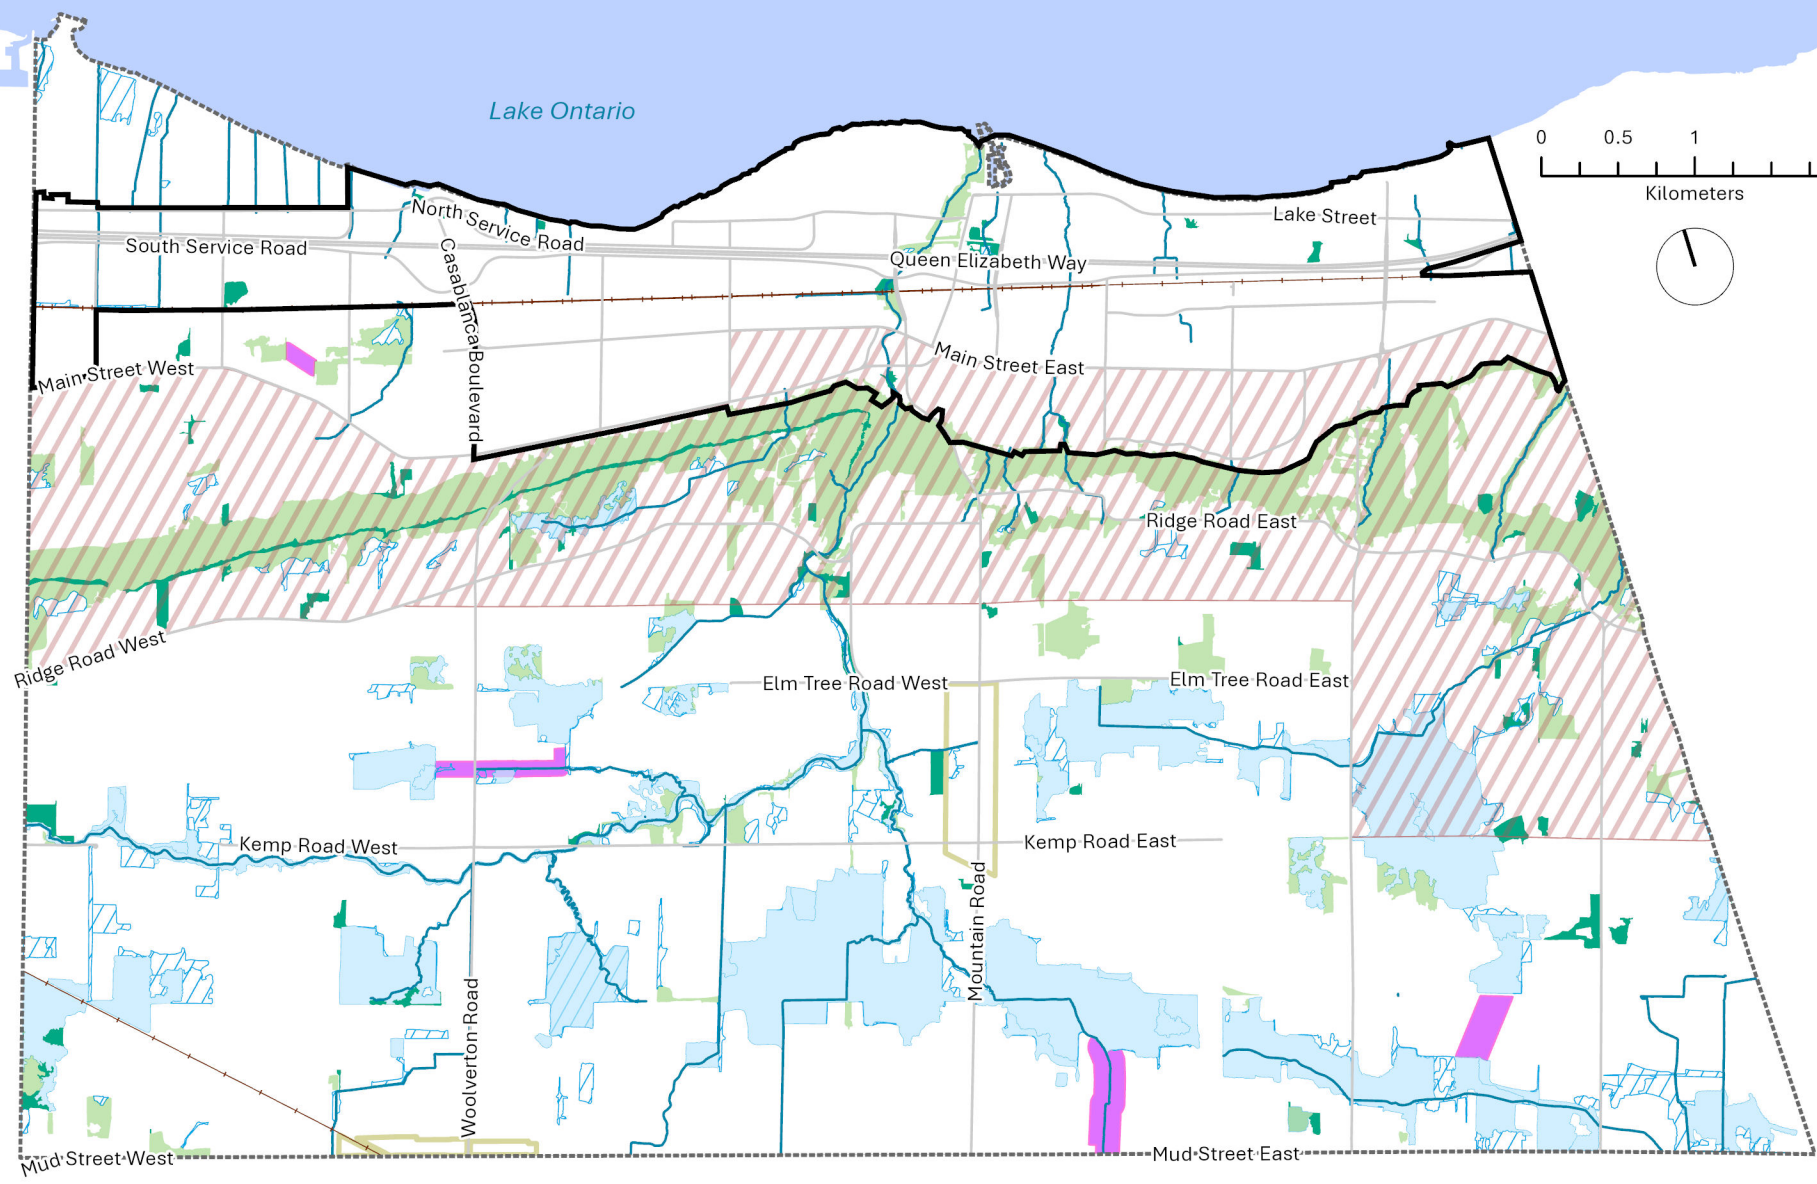 Lake Ontario
0 0.5 1
Kilometers
North Service Road
Lake Street
South Service Road
Queen Elizabeth Way
Casablanca Boulevard
Main Street East
Main Street West
Ridge Road East
Ridge Road West
Elm Tree Road West
Elm Tree Road East
Kemp Road West
Kemp Road East
Mountain Road
Woolverton Road
Mud Street West
Mud Street East